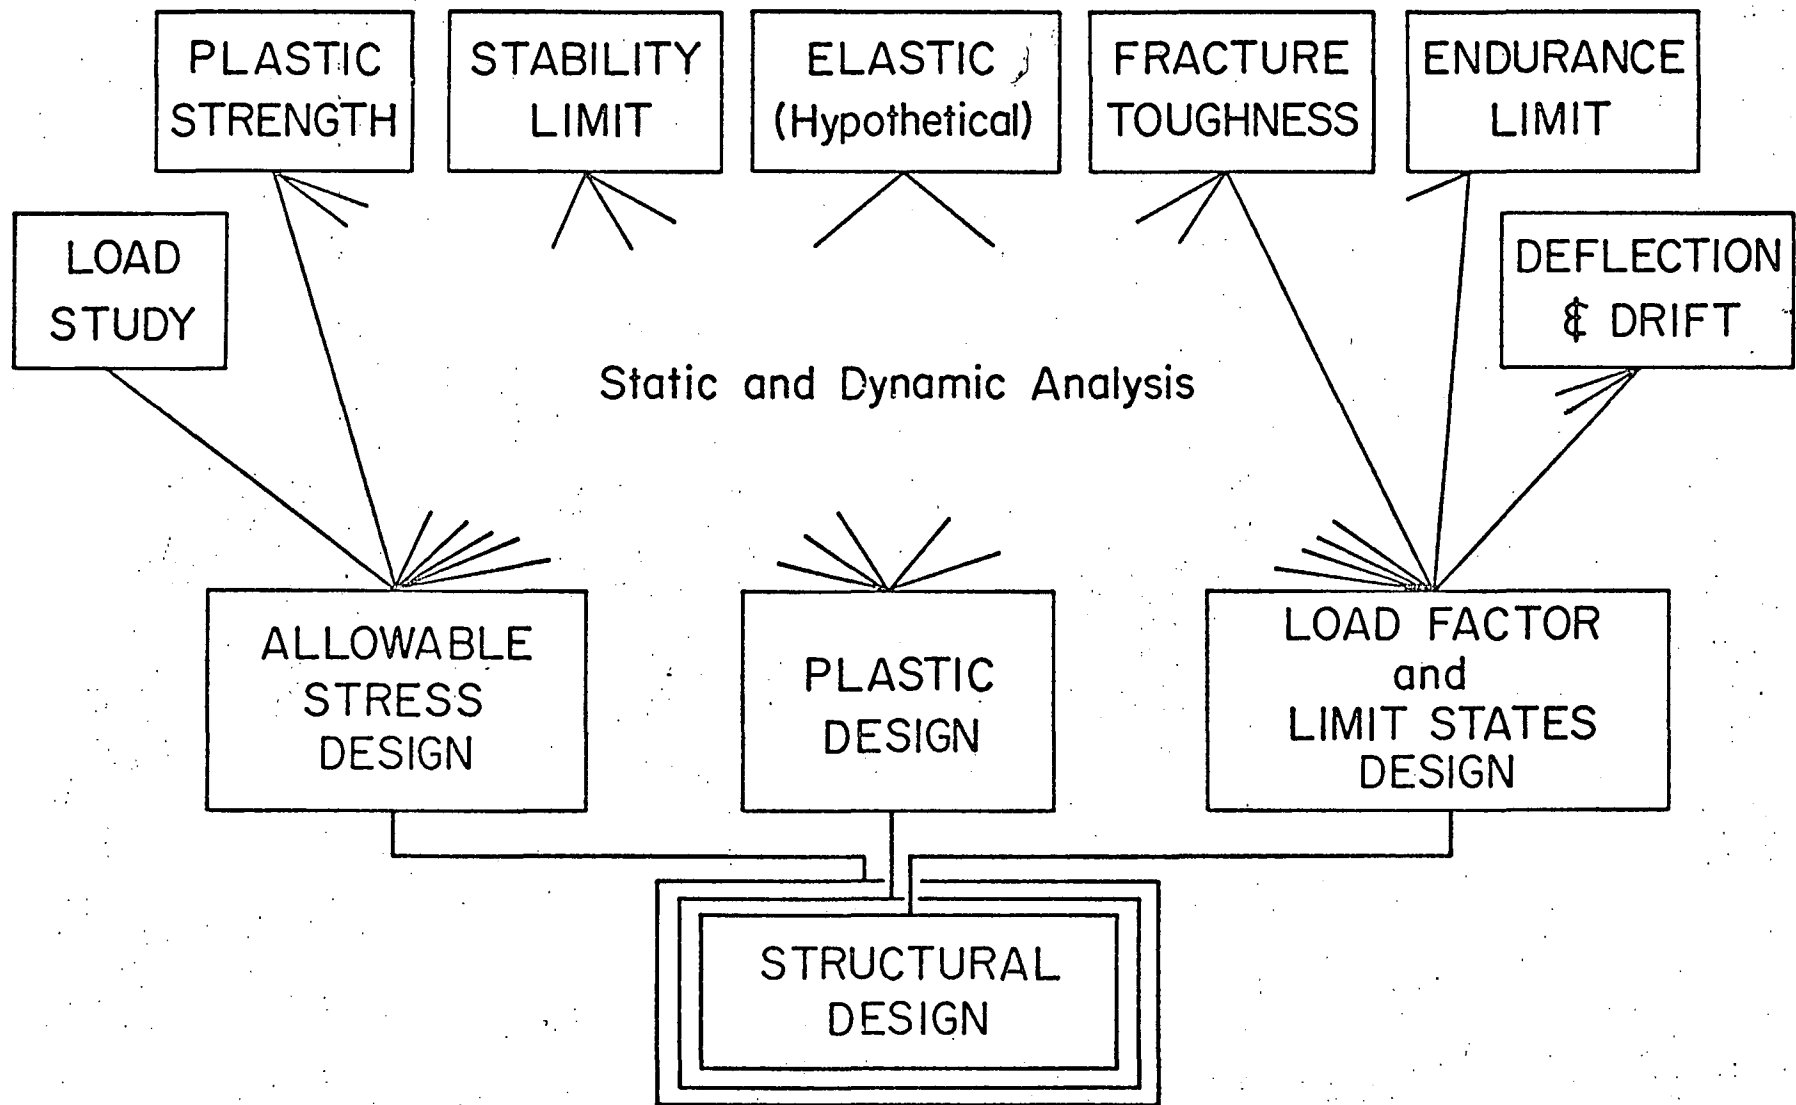 PLASTIC
STRENGTH
STABILITY
LIMIT
ELASTIC
(Hypothetical)
FRACTURE
TOUGHNESS
ENDURANCE
LIMIT
LOAD
STUDY
DEFLECTION
& DRIFT
Static and Dynamic Analysis
ALLOWABLE
STRESS
DESIGN
PLASTIC
DESIGN
LOAD FACTOR
and
LIMIT STATES
DESIGN
STRUCTURAL
DESIGN